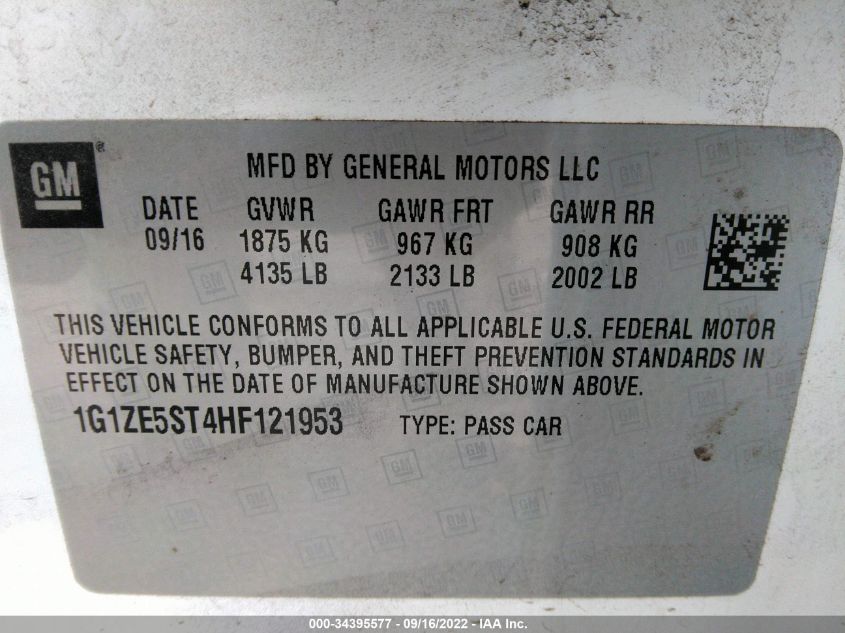 GM®
MFD BY GENERAL MOTORS LLC
DATE GVWR GAWR FRT GAWR RR
09/16 1875 KG 967 KG 908 KG
4135 LB 2133 LB 2002 LB
THIS VEHICLE CONFORMS TO ALL APPLICABLE U.S. FEDERAL MOTOR
VEHICLE SAFETY, BUMPER, AND THEFT PREVENTION STANDARDS IN
EFFECT ON THE DATE OF MANUFACTURE SHOWN ABOVE.
1G1ZE5ST4HF121953 TYPE: PASS CAR
000-34395577 - 09/16/2022 - IAA, Inc.